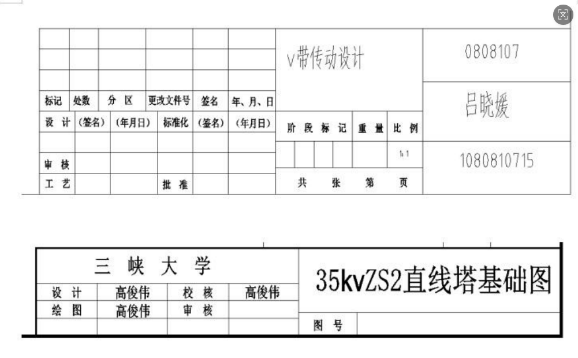 V带传动设计
0808107
吕晓媛
标记 处数 分 区 更改文件号 签名 年、月、日
设 计 (签名) (年月日) 标准化 (签名) (年月日)
阶 段 标 记 重 量 比 例
1:1
1080810715
审 核
工 艺 批 准
共 张 第 页
三 峡 大 学
35kvZS2直线塔基础图
设 计 高俊伟 校 核 高俊伟
绘 图 高俊伟 审 核
图 号